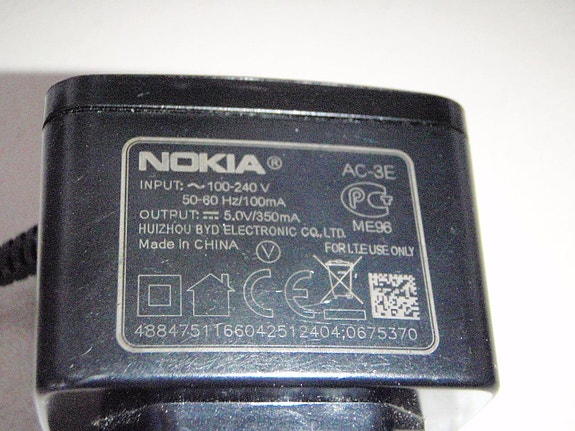 NOKIA® AC-3E
INPUT: ~ 100-240 V
50-60 Hz/100mA
OUTPUT: ⎓ 5.0V/350mA
ME96
HUIZHOU BYD ELECTRONIC CO.,LTD.
Made in CHINA V FOR I.T.E USE ONLY
CE
4884751166042512404;0675370